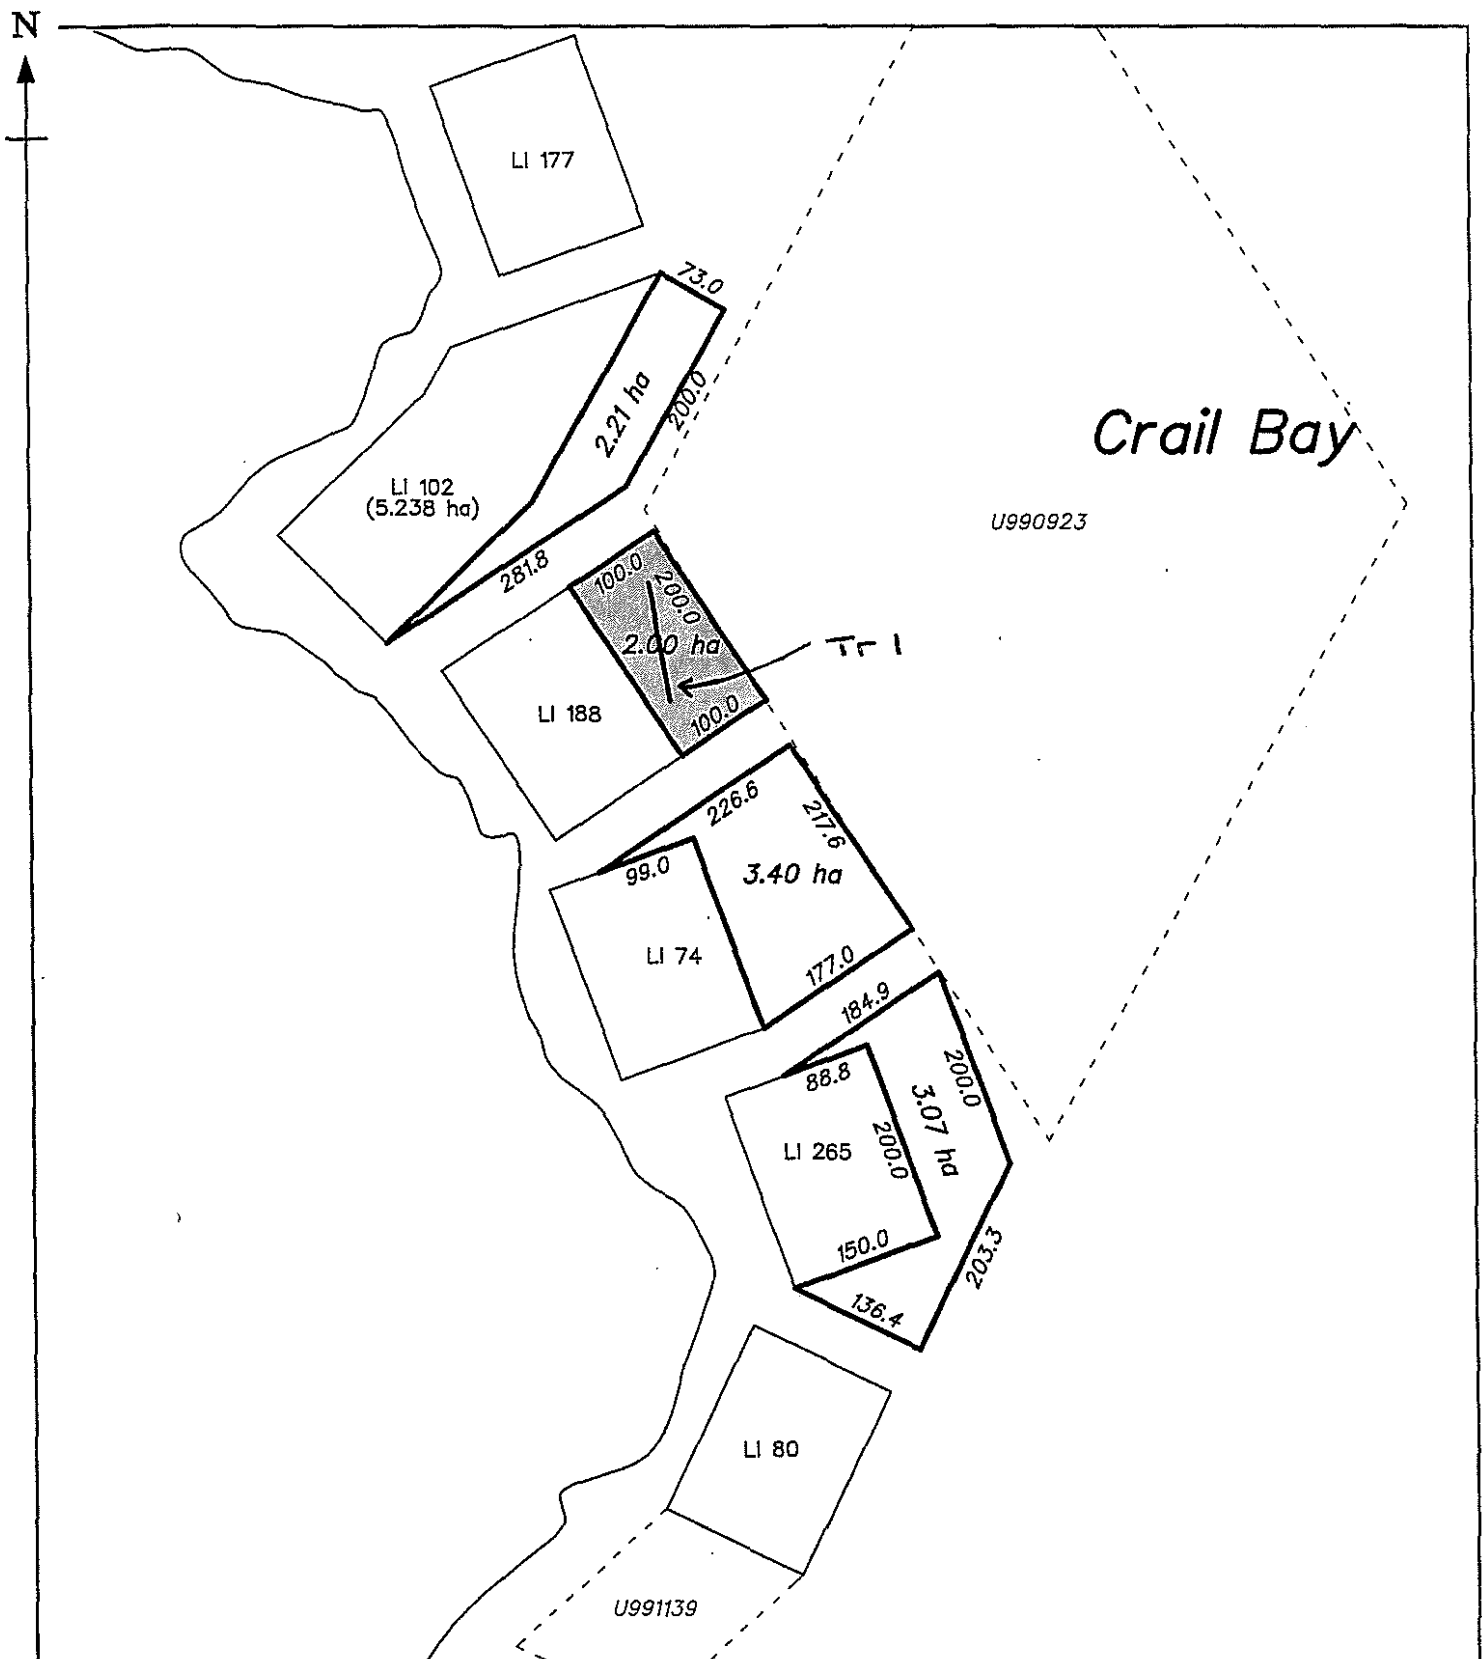 N
LI 177
73.0
2.21 ha
200.0
Crail Bay
LI 102
(5.238 ha)
U990923
281.8
100.0
200.0
2.00 ha
Tr 1
LI 188
100.0
226.6
217.6
99.0
3.40 ha
LI 74
177.0
184.9
88.8
200.0
3.07 ha
LI 265
200.0
150.0
203.3
136.4
LI 80
U991139